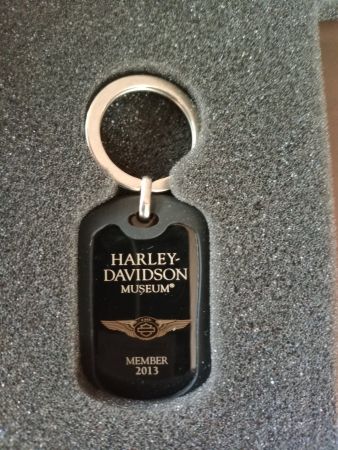 HARLEY-
DAVIDSON
MUSEUM®
MEMBER
2013